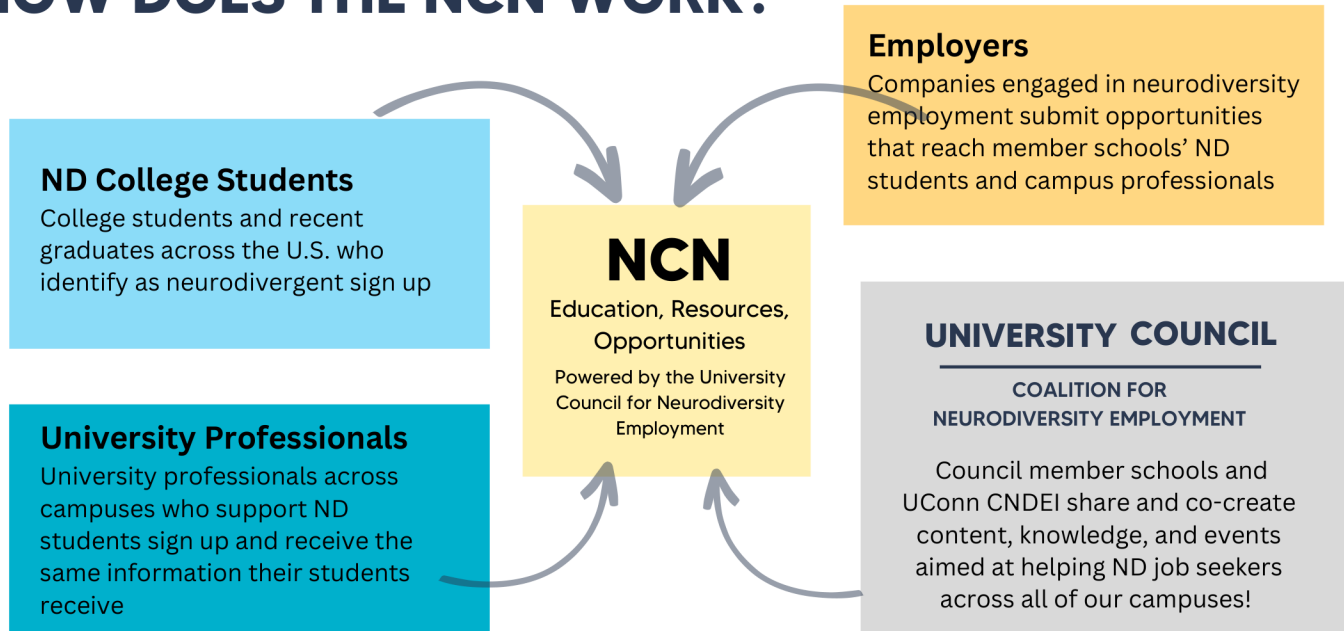 HOW DOES THE NCN WORK?
Employers
Companies engaged in neurodiversity
employment submit opportunities
that reach member schools’ ND
students and campus professionals
ND College Students
College students and recent
graduates across the U.S. who
identify as neurodivergent sign up
NCN
Education, Resources,
Opportunities
Powered by the University
Council for Neurodiversity
Employment
UNIVERSITY COUNCIL
COALITION FOR
NEURODIVERSITY EMPLOYMENT
Council member schools and
UConn CNDEI share and co-create
content, knowledge, and events
aimed at helping ND job seekers
across all of our campuses!
University Professionals
University professionals across
campuses who support ND
students sign up and receive the
same information their students
receive